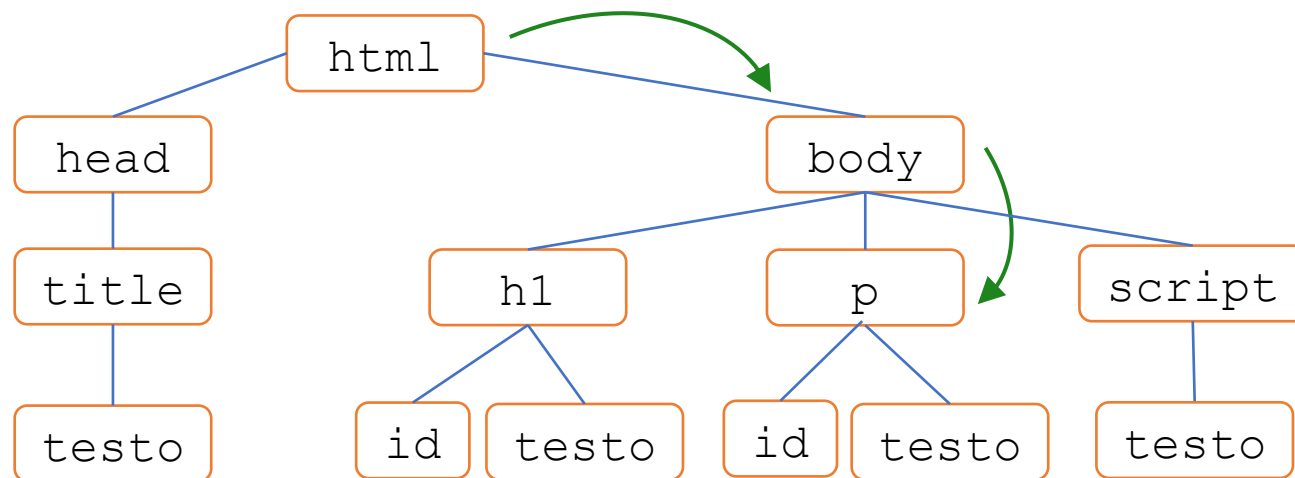 html
head
body
title
h1
p
script
testo
id
testo
id
testo
testo